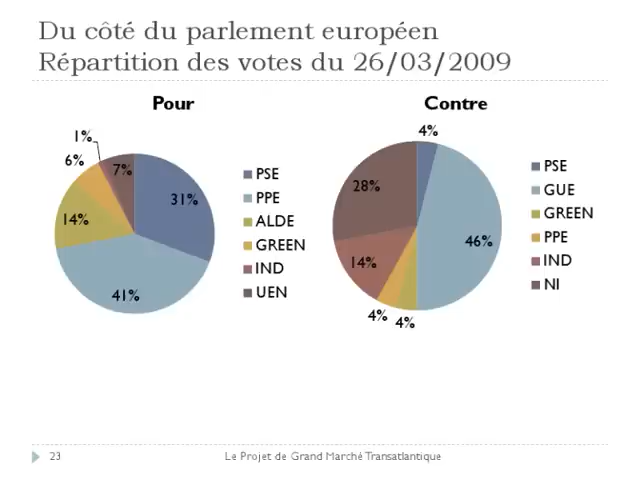 Du côté du parlement européen
Répartition des votes du 26/03/2009
Pour
1%
6%
7%
31%
14%
41%
PSE
PPE
ALDE
GREEN
IND
UEN
Contre
4%
28%
46%
14%
4%
4%
PSE
GUE
GREEN
PPE
IND
NI
23
Le Projet de Grand Marché Transatlantique